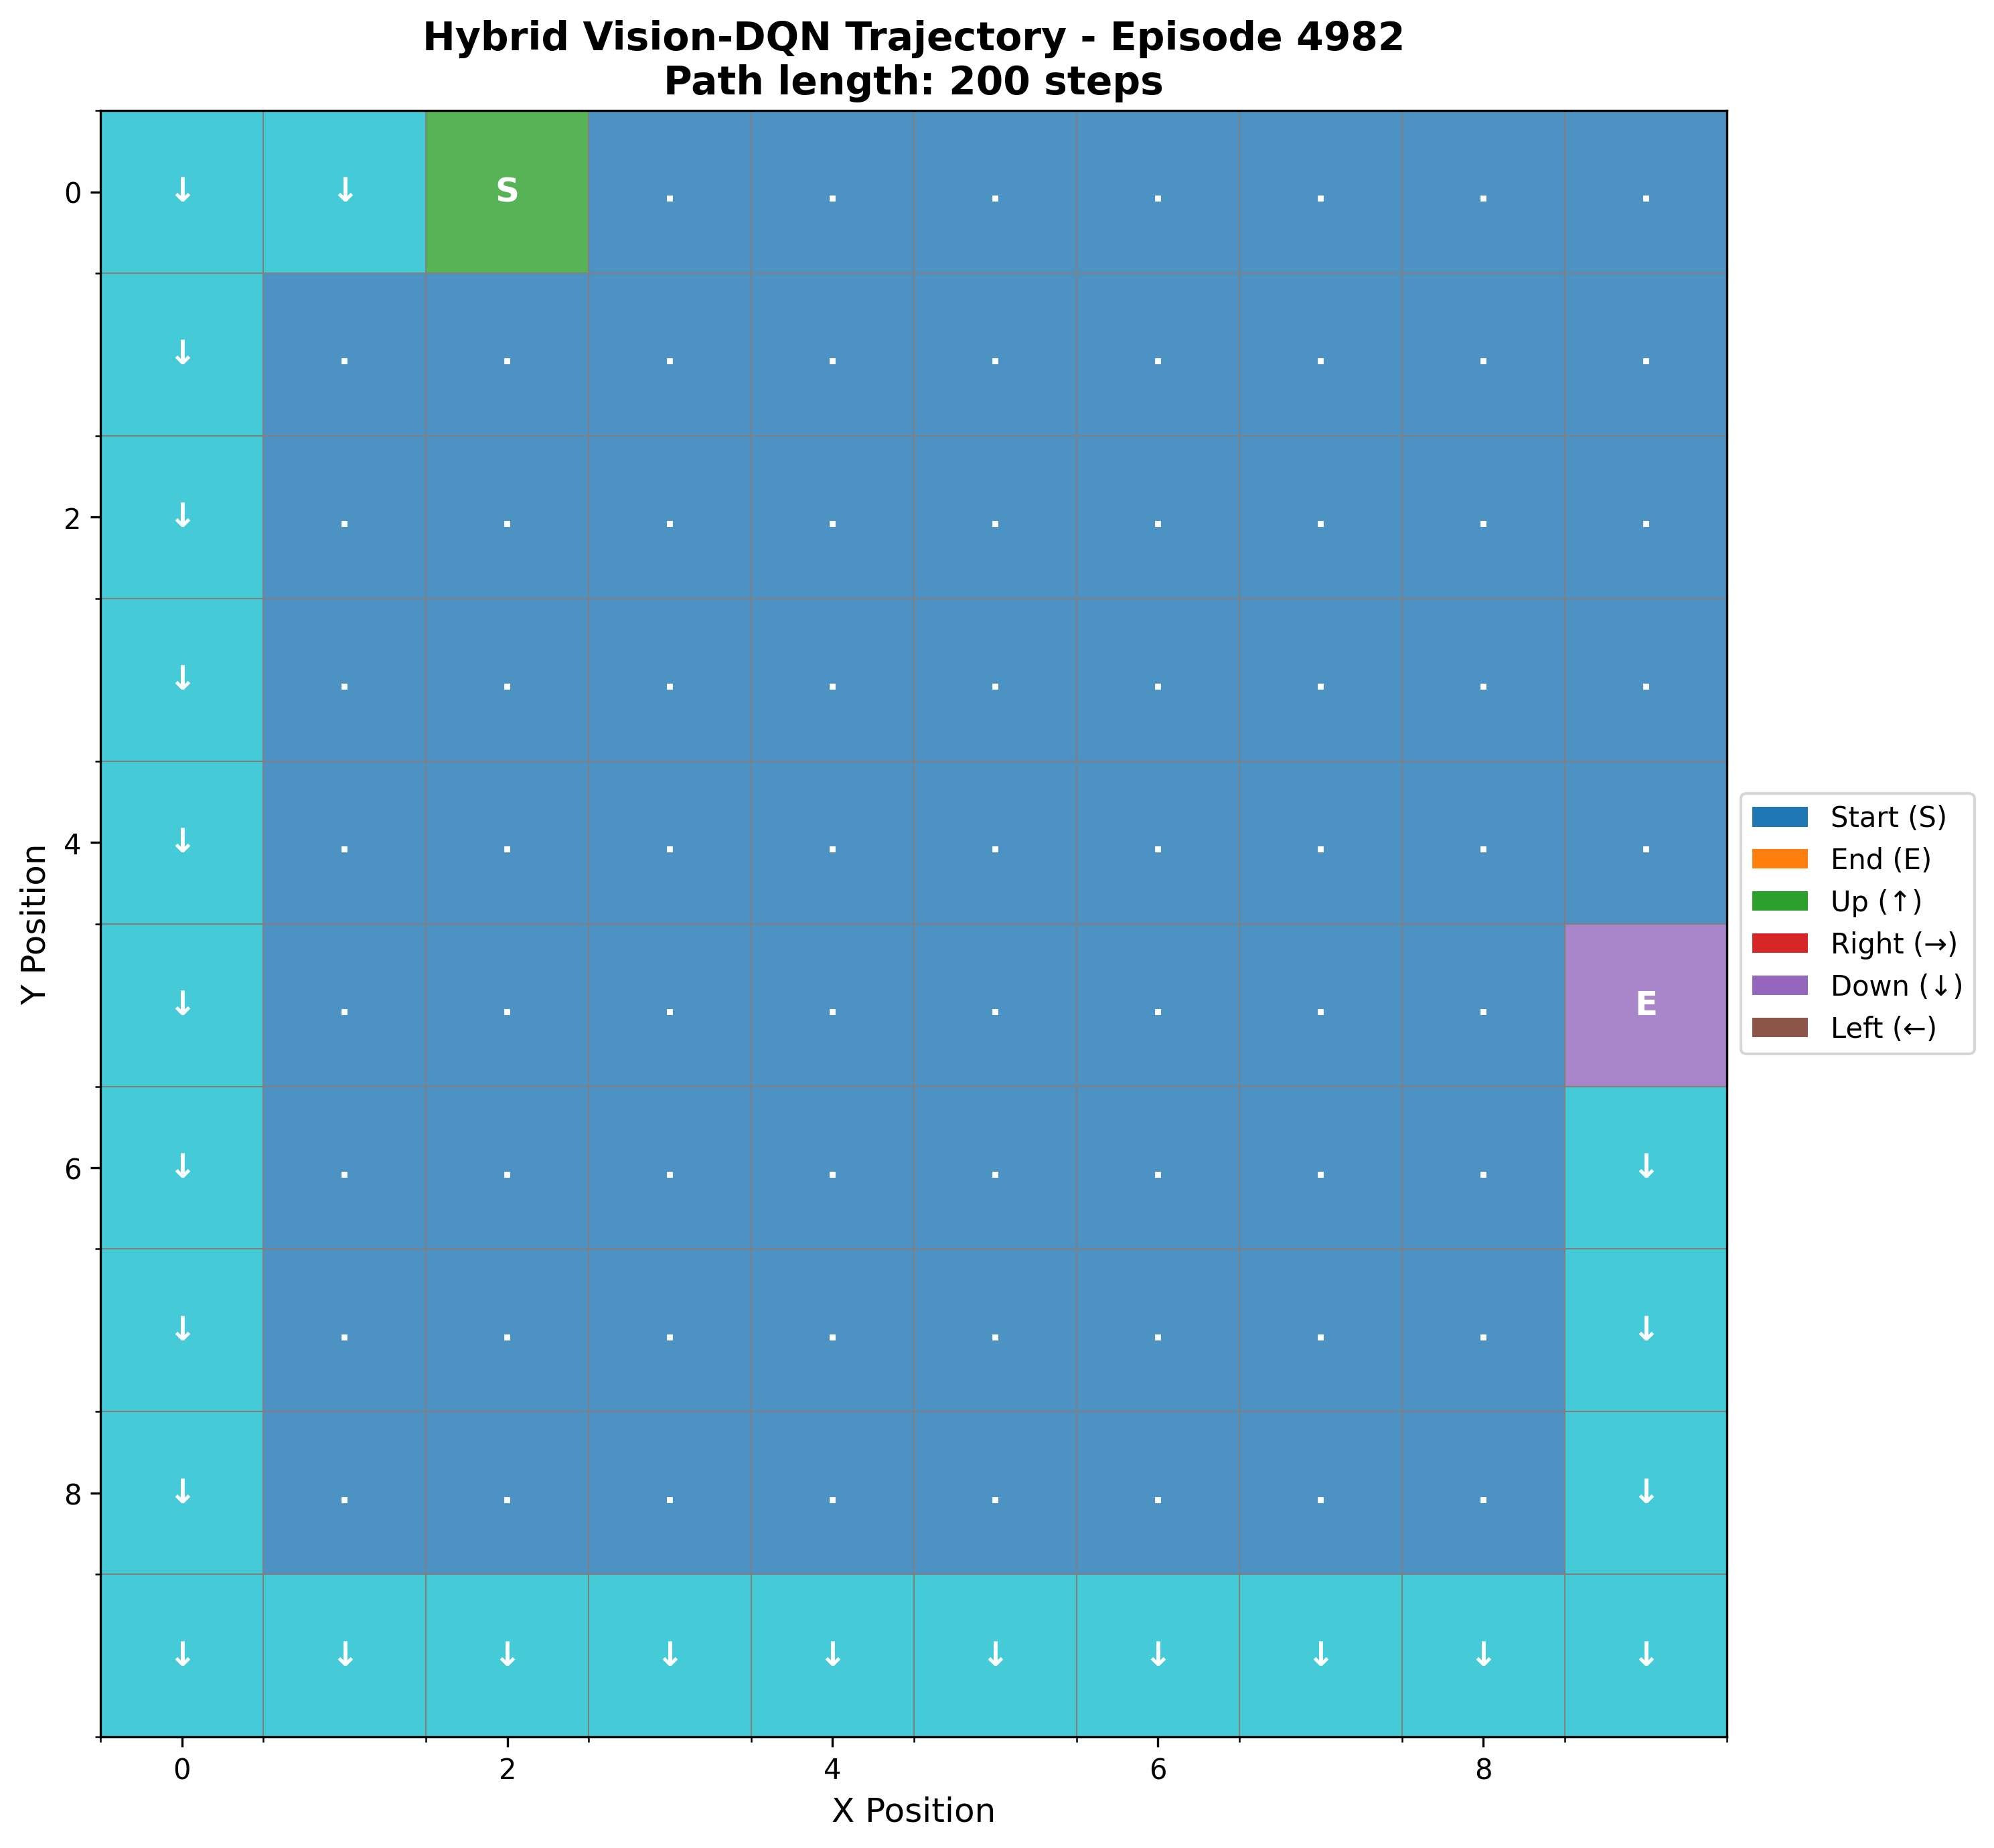 Hybrid Vision-DQN Trajectory - Episode 4982
Path length: 200 steps
0 ↓ ↓ S . . . . . . .
↓ . . . . . . . . .
2 ↓ . . . . . . . . .
↓ . . . . . . . . .
4 ↓ . . . . . . . . .
↓ . . . . . . . . E
6 ↓ . . . . . . . . ↓
↓ . . . . . . . . ↓
8 ↓ . . . . . . . . ↓
↓ ↓ ↓ ↓ ↓ ↓ ↓ ↓ ↓ ↓
0 2 4 6 8
X Position
Y Position
Start (S)
End (E)
Up (↑)
Right (→)
Down (↓)
Left (←)